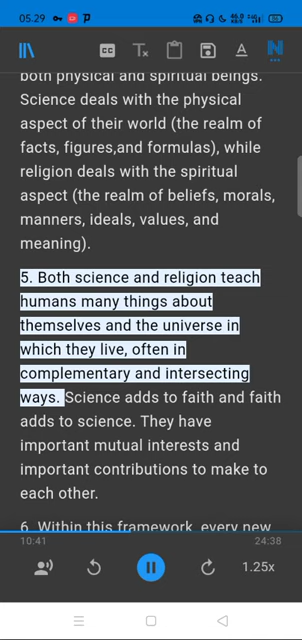 05.29
CC
A
N
both physical and spiritual beings.
Science deals with the physical
aspect of their world (the realm of
facts, figures,and formulas), while
religion deals with the spiritual
aspect (the realm of beliefs, morals,
manners, ideals, values, and
meaning).
5. Both science and religion teach
humans many things about
themselves and the universe in
which they live, often in
complementary and intersecting
ways. Science adds to faith and faith
adds to science. They have
important mutual interests and
important contributions to make to
each other.
6. Within this framework, every new
10:41 24:38
1.25x